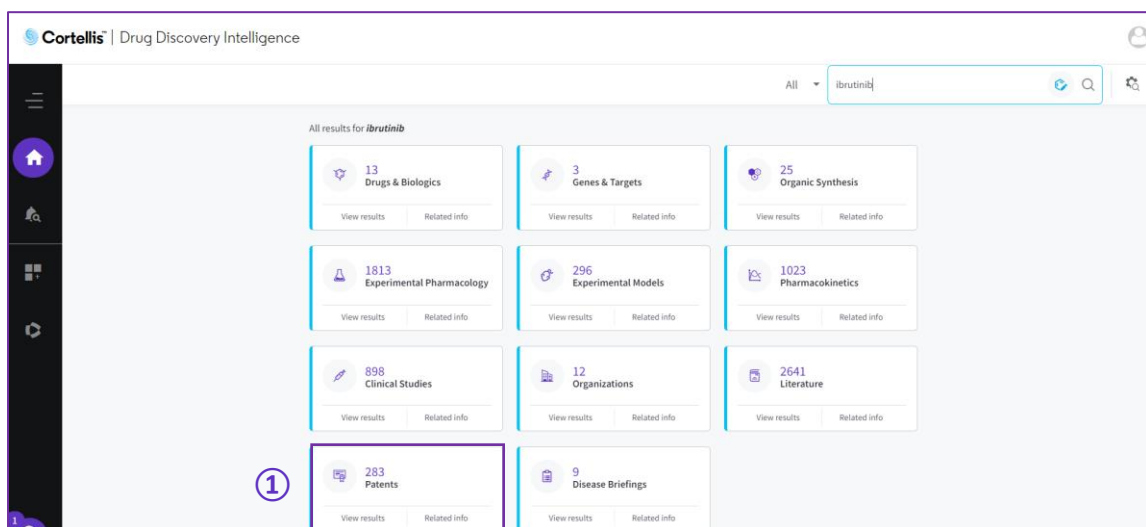 Cortellis™ | Drug Discovery Intelligence
All ibrutinib
All results for ibrutinib
13
Drugs & Biologics
View results Related info
3
Genes & Targets
View results Related info
25
Organic Synthesis
View results Related info
1813
Experimental Pharmacology
View results Related info
296
Experimental Models
View results Related info
1023
Pharmacokinetics
View results Related info
898
Clinical Studies
View results Related info
12
Organizations
View results Related info
2641
Literature
View results Related info
①
283
Patents
View results Related info
9
Disease Briefings
View results Related info
1